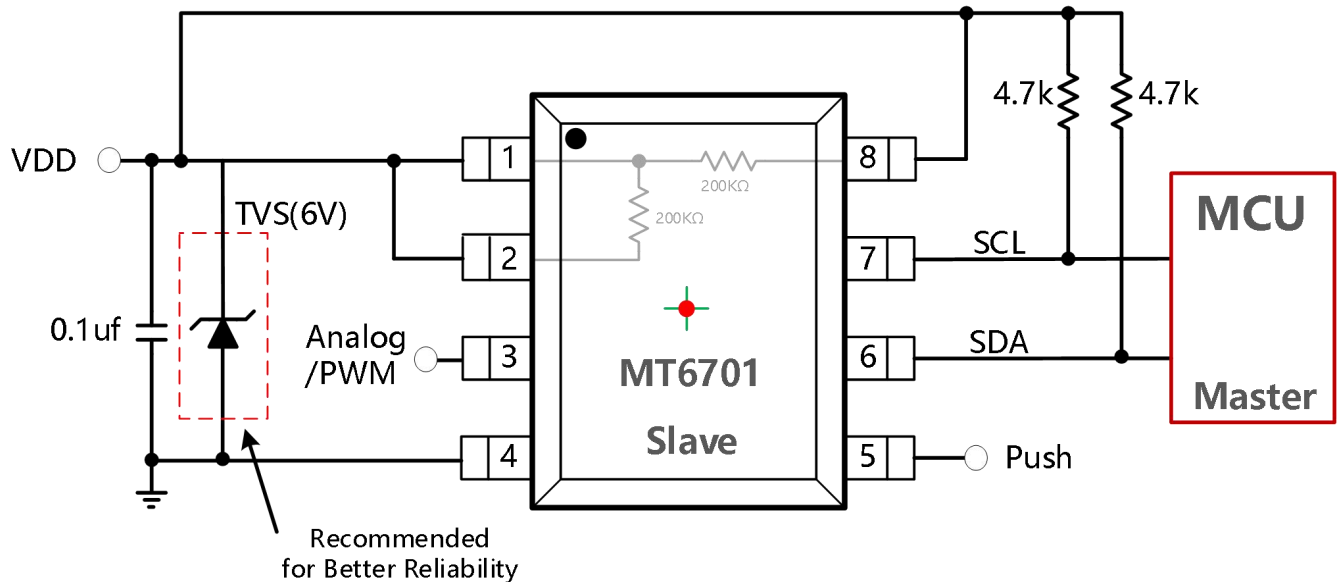 4.7k
4.7k
VDD
1
8
200KΩ
200KΩ
TVS(6V)
MCU
2
7
SCL
0.1uf
Analog
/PWM
3
6
SDA
MT6701
Master
Slave
4
5
Push
Recommended
for Better Reliability